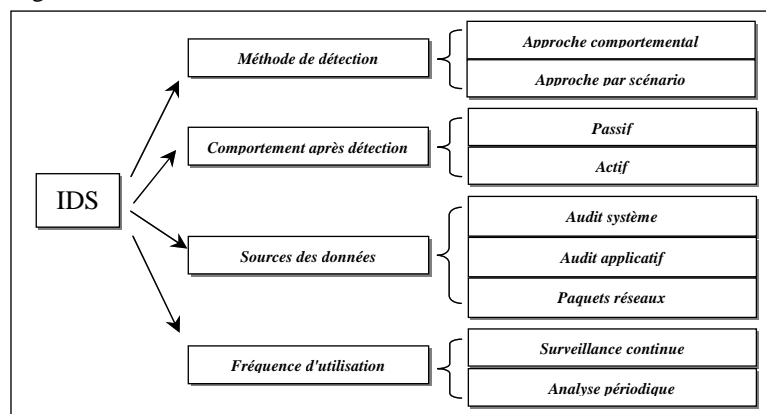 IDS
Méthode de détection
Approche comportemental
Approche par scénario
Comportement après détection
Passif
Actif
Sources des données
Audit système
Audit applicatif
Paquets réseaux
Fréquence d'utilisation
Surveillance continue
Analyse périodique